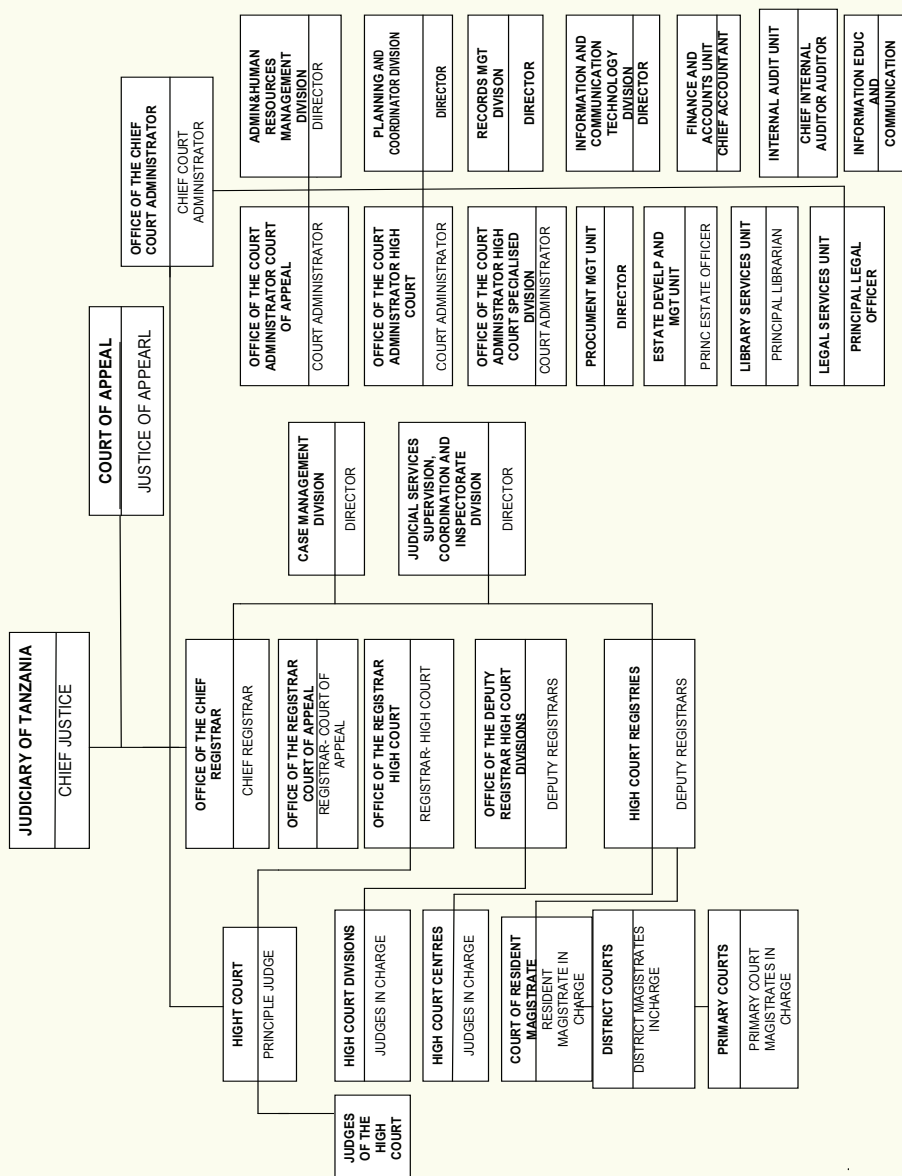 JUDICIARY OF TANZANIA
CHIEF JUSTICE
COURT OF APPEAL
JUSTICE OF APPEARL
HIGHT COURT
PRINCIPLE JUDGE
JUDGES
OF THE
HIGH
COURT
HIGH COURT DIVISIONS
JUDGES IN CHARGE
HIGH COURT CENTRES
JUDGES IN CHARGE
COURT OF RESIDENT
MAGISTRATE
RESIDENT
MAGISTRATE IN
CHARGE
DISTRICT COURTS
DISTRICT MAGISTRATES
INCHARGE
PRIMARY COURTS
PRIMARY COURT
MAGISTRATES IN
CHARGE
OFFICE OF THE CHIEF
REGISTRAR
CHIEF REGISTRAR
OFFICE OF THE REGISTRAR
COURT OF APPEAL
REGISTRAR- COURT OF
APPEAL
OFFICE OF THE REGISTRAR
HIGH COURT
REGISTRAR- HIGH COURT
OFFICE OF THE DEPUTY
REGISTRAR HIGH COURT
DIVISIONS
DEPUTY REGISTRARS
HIGH COURT REGISTRIES
DEPUTY REGISTRARS
CASE MANAGEMENT
DIVISION
DIRECTOR
JUDICIAL SERVICES
SUPERVISION,
COORDINATION AND
INSPECTORATE
DIVISION
DIRECTOR
OFFICE OF THE CHIEF
COURT ADMINISTRATOR
CHIEF COURT
ADMINISTRATOR
OFFICE OF THE COURT
ADMINISTRATOR COURT
OF APPEAL
COURT ADMINISTRATOR
OFFICE OF THE COURT
ADMINISTRATOR HIGH
COURT
COURT ADMINISTRATOR
OFFICE OF THE COURT
ADMINISTRATOR HIGH
COURT SPECIALISED
DIVISION
COURT ADMINISTRATOR
PROCUMENT MGT UNIT
DIRECTOR
ESTATE DEVELP AND
MGT UNIT
PRINC ESTATE OFFICER
LIBRARY SERVICES UNIT
PRINCIPAL LIBRARIAN
LEGAL SERVICES UNIT
PRINCIPAL LEGAL
OFFICER
ADMIN&HUMAN
RESOURCES
MANAGEMENT
DIVISION
DIIRECTOR
PLANNING AND
COORDINATOR DIVISION
DIRECTOR
RECORDS MGT
DIVISON
DIRECTOR
INFORMATION AND
COMMUNICATION
TECHNOLOGY
DIVISION
DIRECTOR
FINANCE AND
ACCOUNTS UNIT
CHIEF ACCOUNTANT
INTERNAL AUDIT UNIT
CHIEF INTERNAL
AUDITOR AUDITOR
INFORMATION EDUC
AND
COMMUNICATION